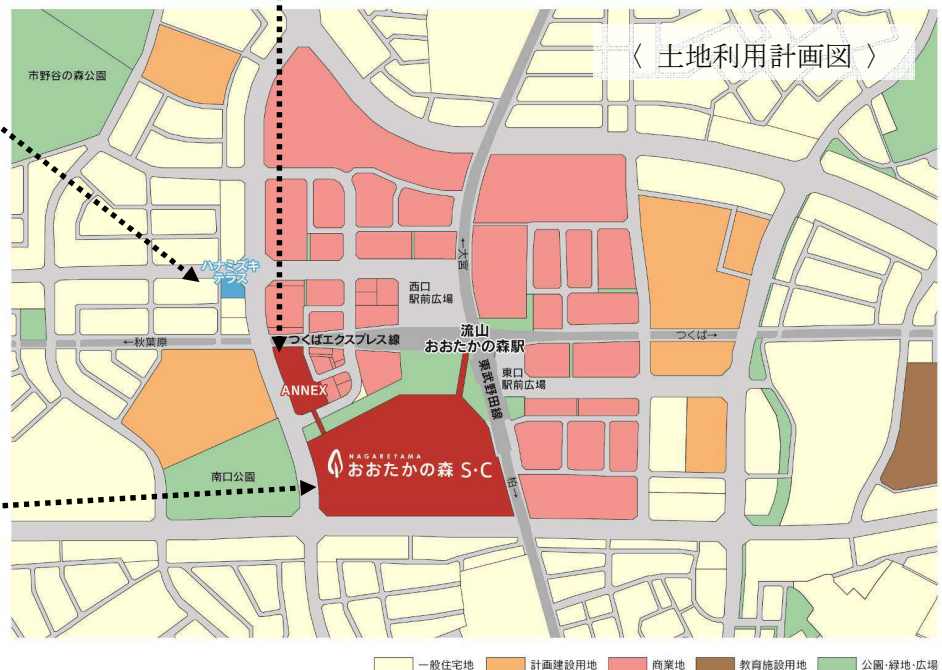 〈 土地利用計画図 〉
市野谷の森公園
ハナミズキ
テラス
←大宮
西口
駅前広場
←秋葉原
つくばエクスプレス線
流山
おおたかの森駅
つくば→
ANNEX
東武野田線
東口
駅前広場
NAGAREYAMA
おおたかの森 S・C
南口公園
柏→
一般住宅地
計画建設用地
商業地
教育施設用地
公園・緑地・広場